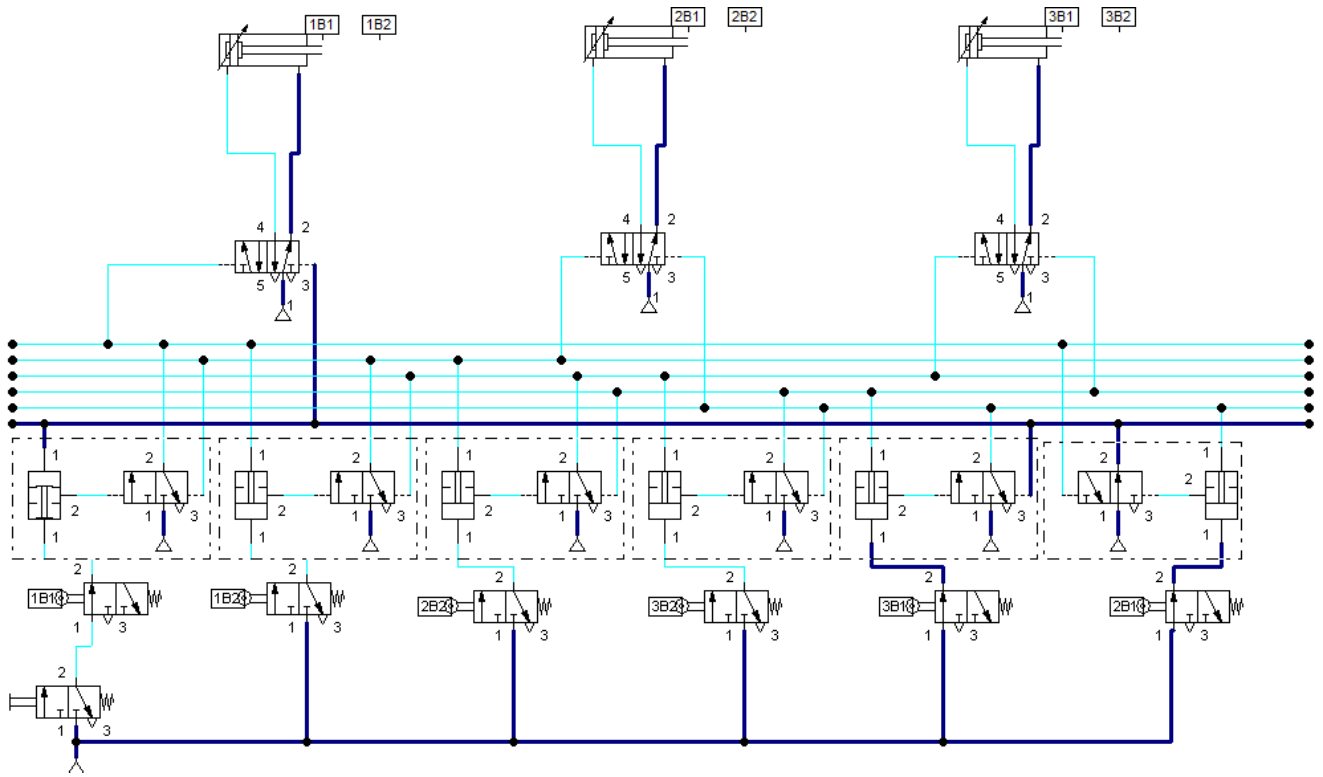 1B1 1B2 2B1 2B2 3B1 3B2
4 2 4 2 4 2
5 3 5 3 5 3
1 1 1
1 2 1 2 1 2 1 2 1 2 2 1
2 2 2 2 2 2
1 3 1 3 1 3 1 3 1 3 1 3
1 1 1 1 1 1
2 2 2 2 2 2
1B1 1B2 2B2 3B2 3B1 2B1
1 3 1 3 1 3 1 3 1 3 1 3
2
1 3